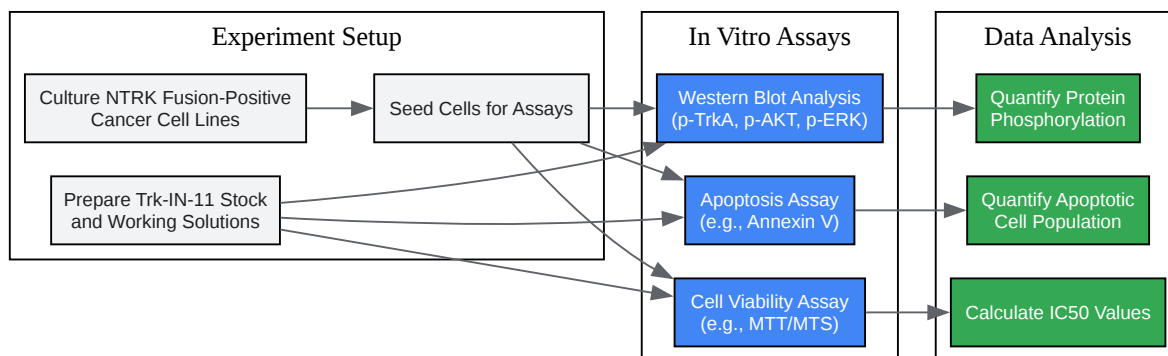 Experiment Setup
Culture NTRK Fusion-Positive
Cancer Cell Lines
Seed Cells for Assays
Prepare Trk-IN-11 Stock
and Working Solutions
In Vitro Assays
Western Blot Analysis
(p-TrkA, p-AKT, p-ERK)
Apoptosis Assay
(e.g., Annexin V)
Cell Viability Assay
(e.g., MTT/MTS)
Data Analysis
Quantify Protein
Phosphorylation
Quantify Apoptotic
Cell Population
Calculate IC50 Values